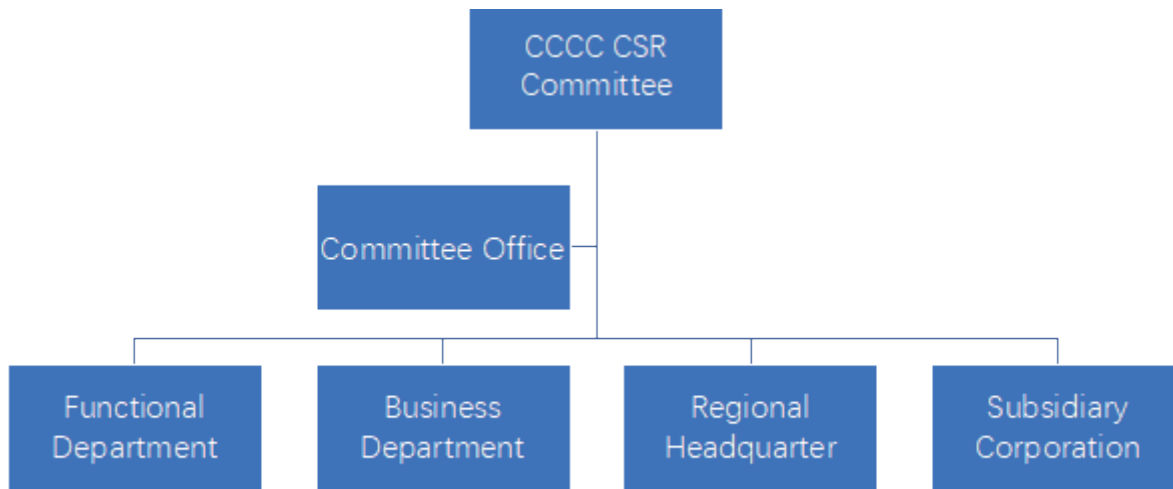 CCCC CSR
Committee
Committee Office
Functional
Department
Business
Department
Regional
Headquarter
Subsidiary
Corporation